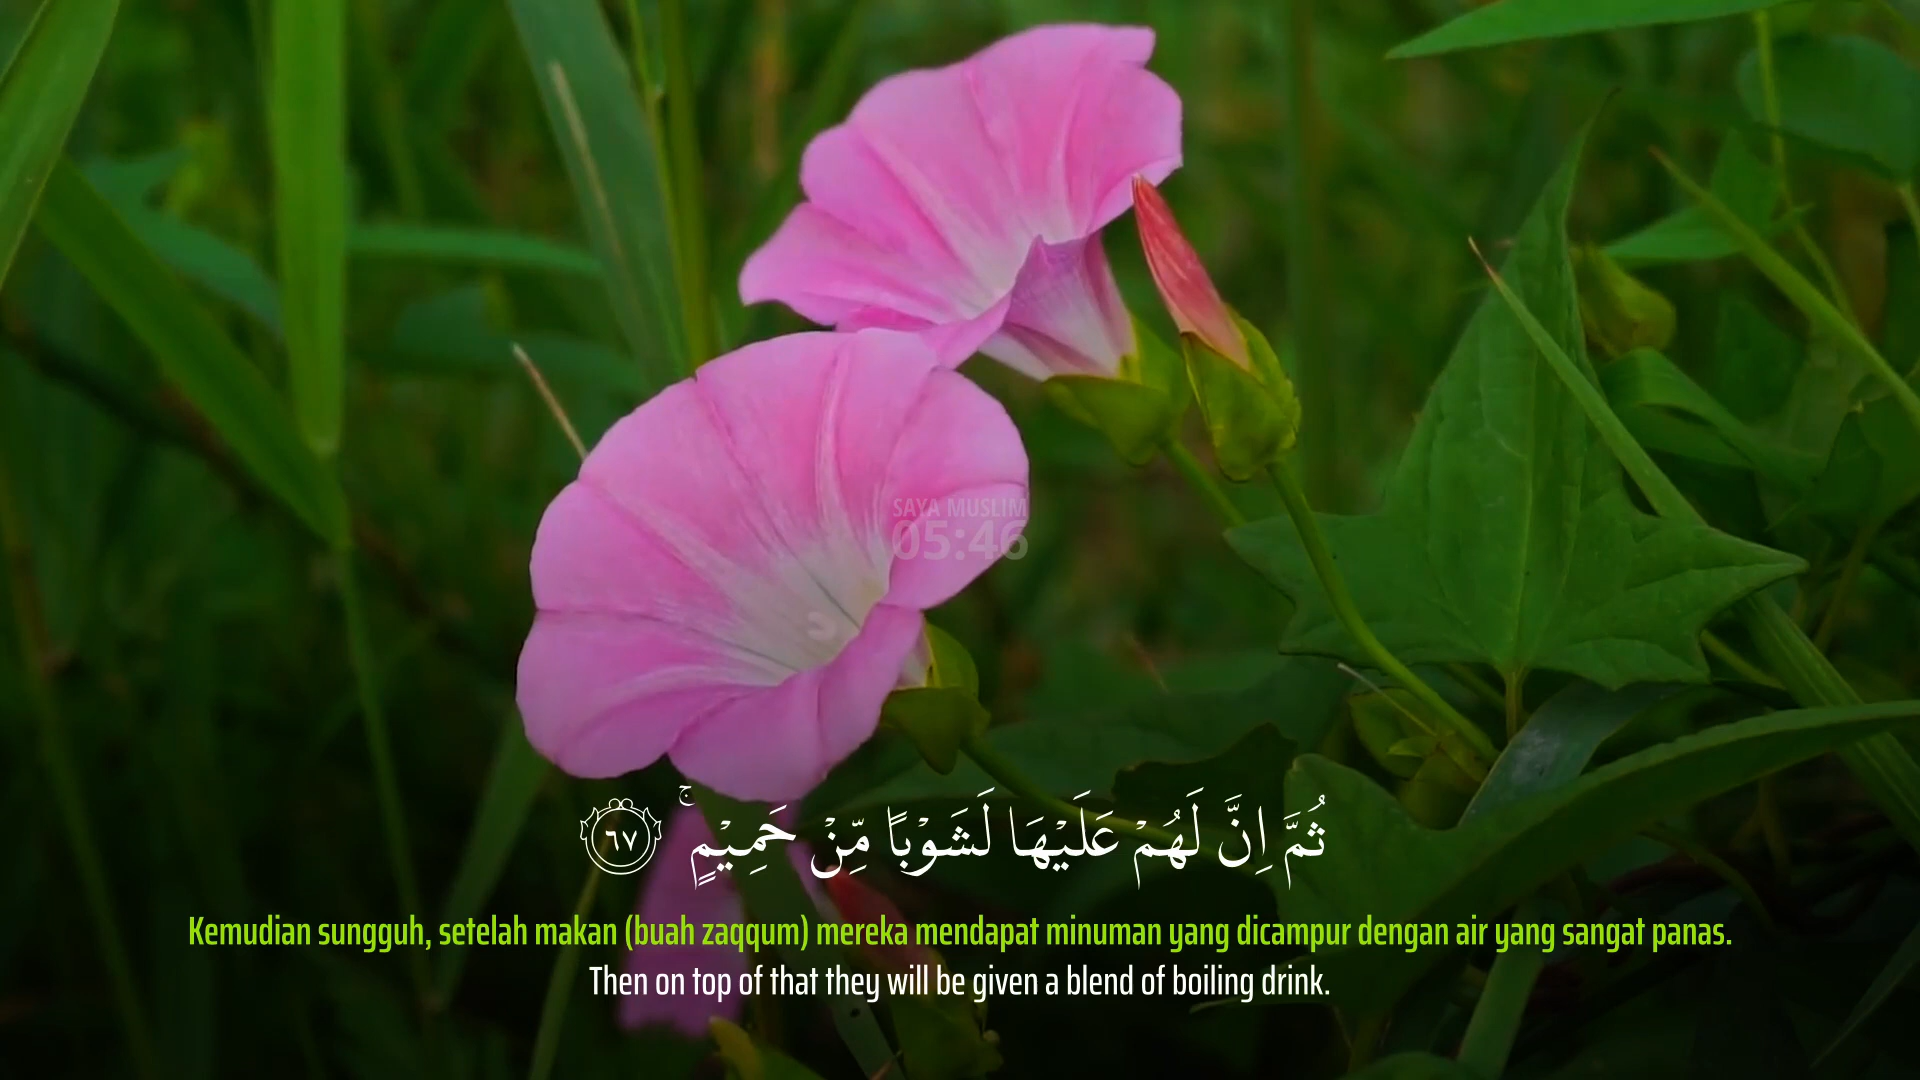 SAYA MUSLIM
05:46
ثُمَّ اِنَّ لَهُمْ عَلَيْهَا لَشَوْبًا مِّنْ حَمِيْمٍۚ ٦٧
Kemudian sungguh, setelah makan (buah zaqqum) mereka mendapat minuman yang dicampur dengan air yang sangat panas.
Then on top of that they will be given a blend of boiling drink.